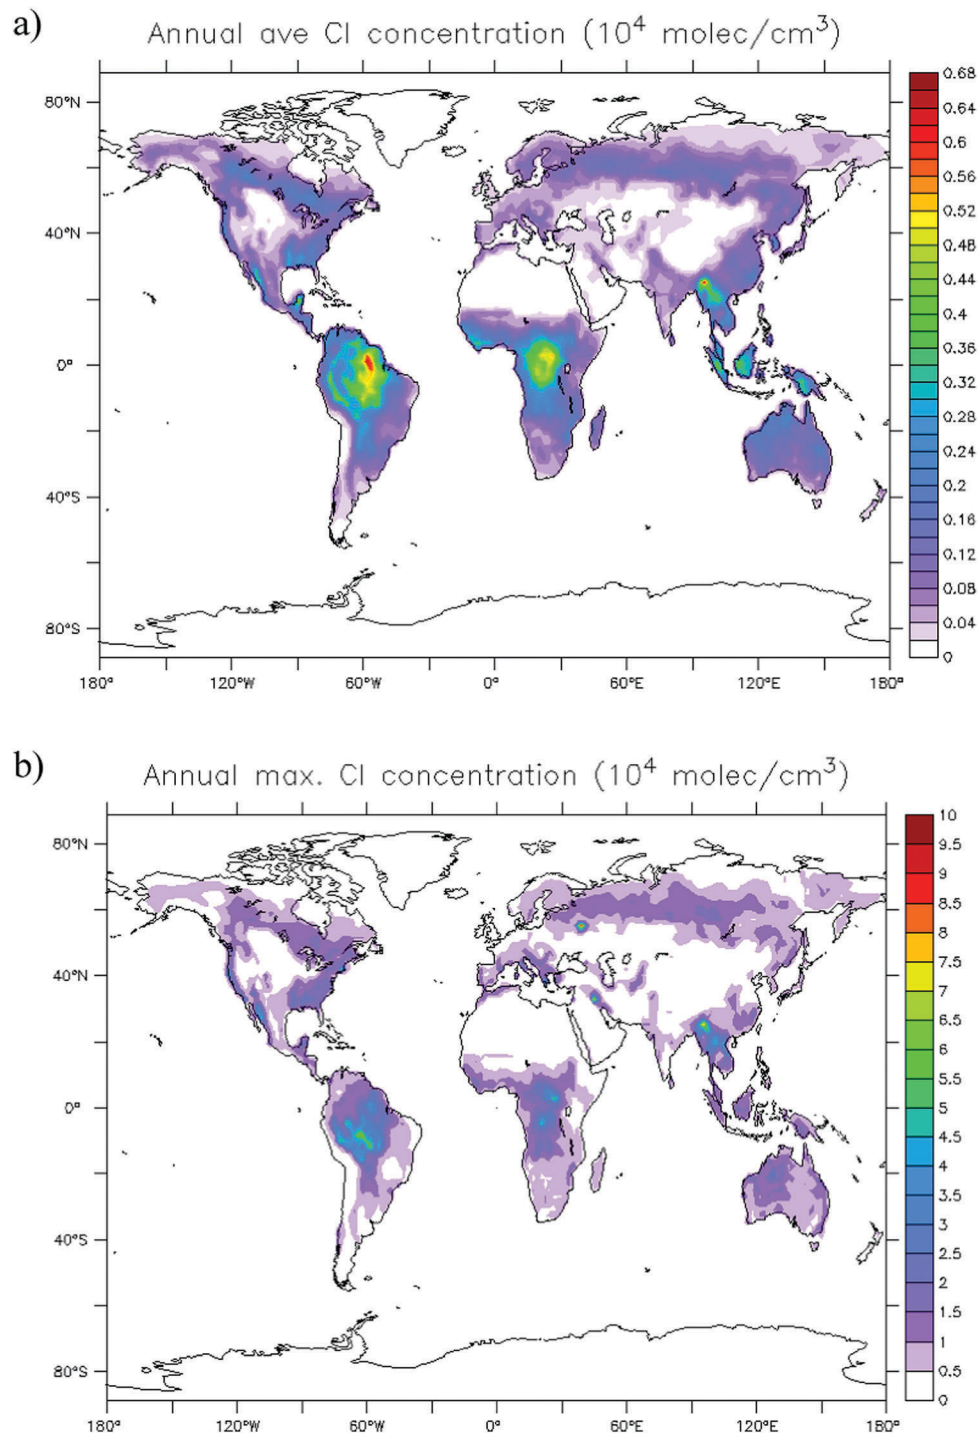 a)
Annual ave CI concentration (10⁴ molec/cm³)
80°N
40°N
0°
40°S
80°S
180°
120°W
60°W
0°
60°E
120°E
180°
0.68
0.64
0.6
0.56
0.52
0.48
0.44
0.4
0.36
0.32
0.28
0.24
0.2
0.16
0.12
0.08
0.04
0
b)
Annual max. CI concentration (10⁴ molec/cm³)
80°N
40°N
0°
40°S
80°S
180°
120°W
60°W
0°
60°E
120°E
180°
10
9.5
9
8.5
8
7.5
7
6.5
6
5.5
5
4.5
4
3.5
3
2.5
2
1.5
1
0.5
0